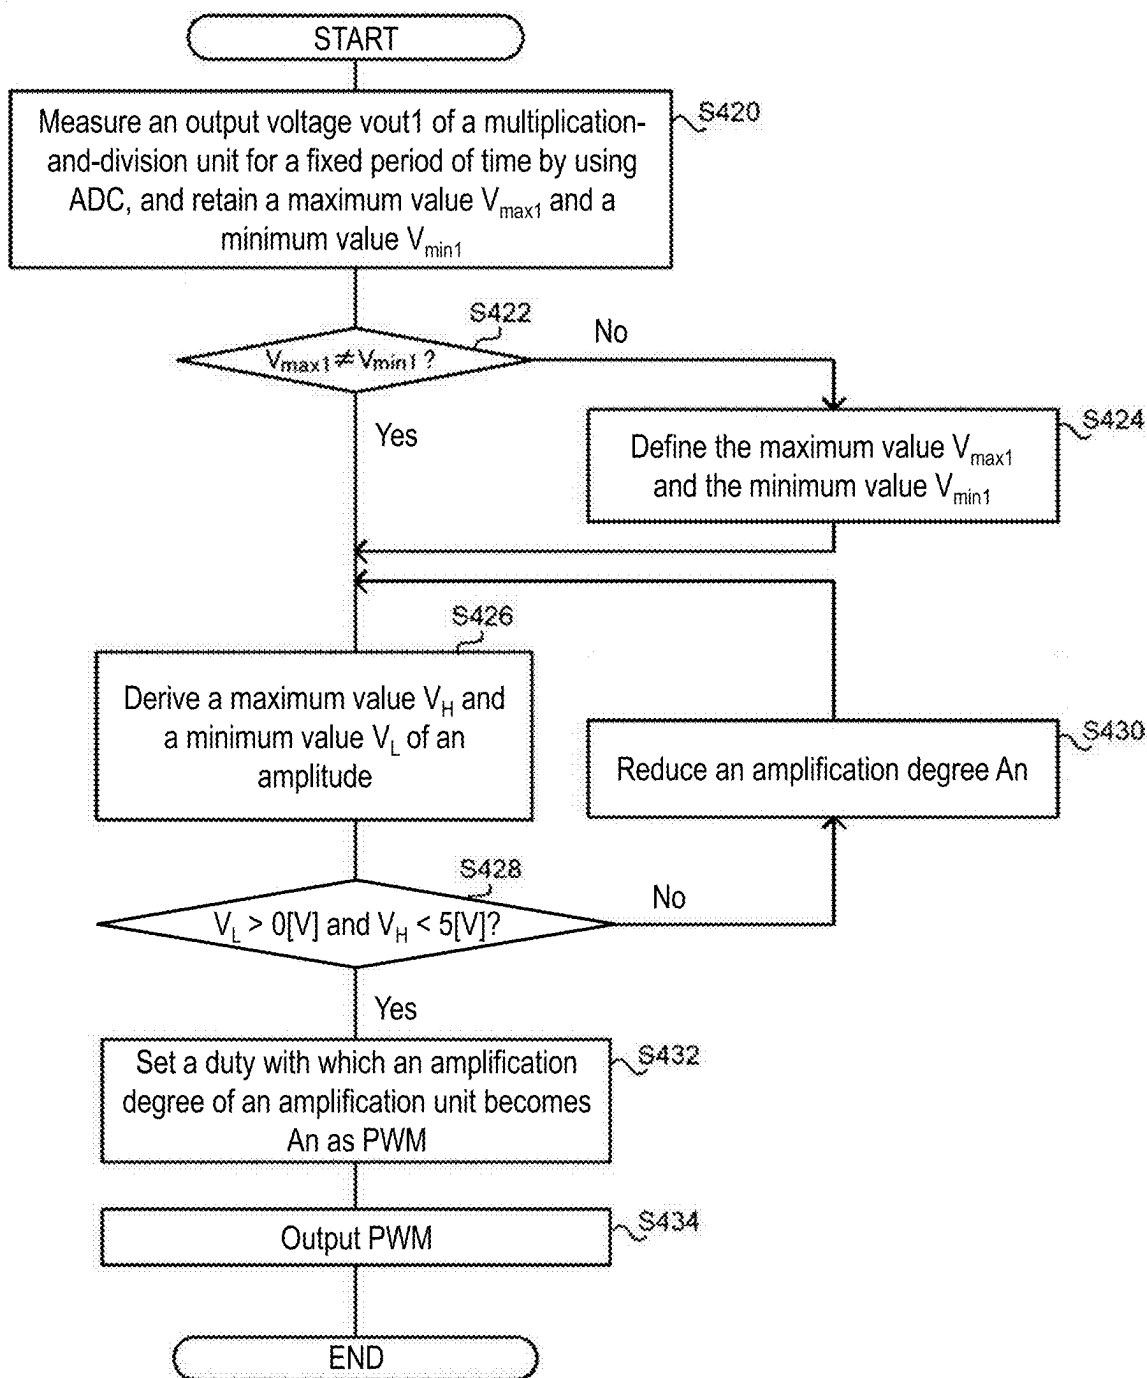 START
S420
Measure an output voltage vout1 of a multiplication-
and-division unit for a fixed period of time by using
ADC, and retain a maximum value Vmax1 and a
minimum value Vmin1
S422
Vmax1 ≠ Vmin1 ?
No
Yes
S424
Define the maximum value Vmax1
and the minimum value Vmin1
S426
Derive a maximum value VH and
a minimum value VL of an
amplitude
S430
Reduce an amplification degree An
S428
VL > 0[V] and VH < 5[V]?
No
Yes
S432
Set a duty with which an amplification
degree of an amplification unit becomes
An as PWM
S434
Output PWM
END